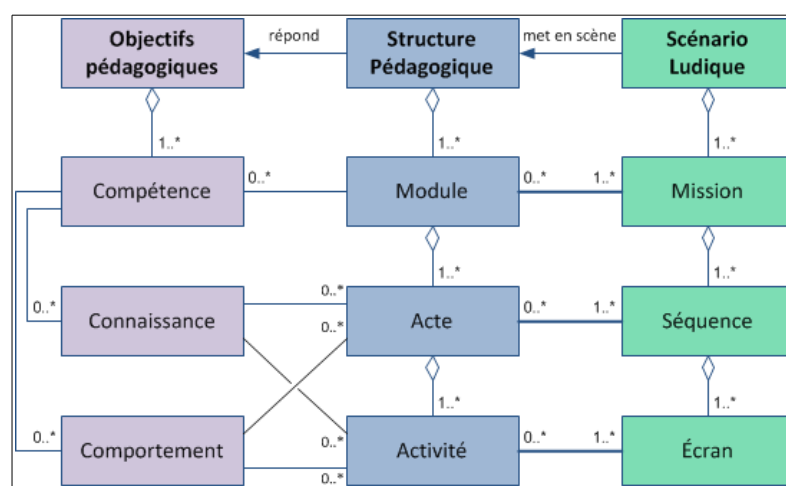 Objectifs
pédagogiques
répond
Structure
Pédagogique
met en scène
Scénario
Ludique
1..*
1..*
1..*
Compétence
0..*
Module
0..*
1..*
Mission
1..*
1..*
0..*
Connaissance
0..*
0..*
Acte
0..*
1..*
Séquence
1..*
1..*
0..*
Comportement
0..*
0..*
Activité
0..*
1..*
Écran